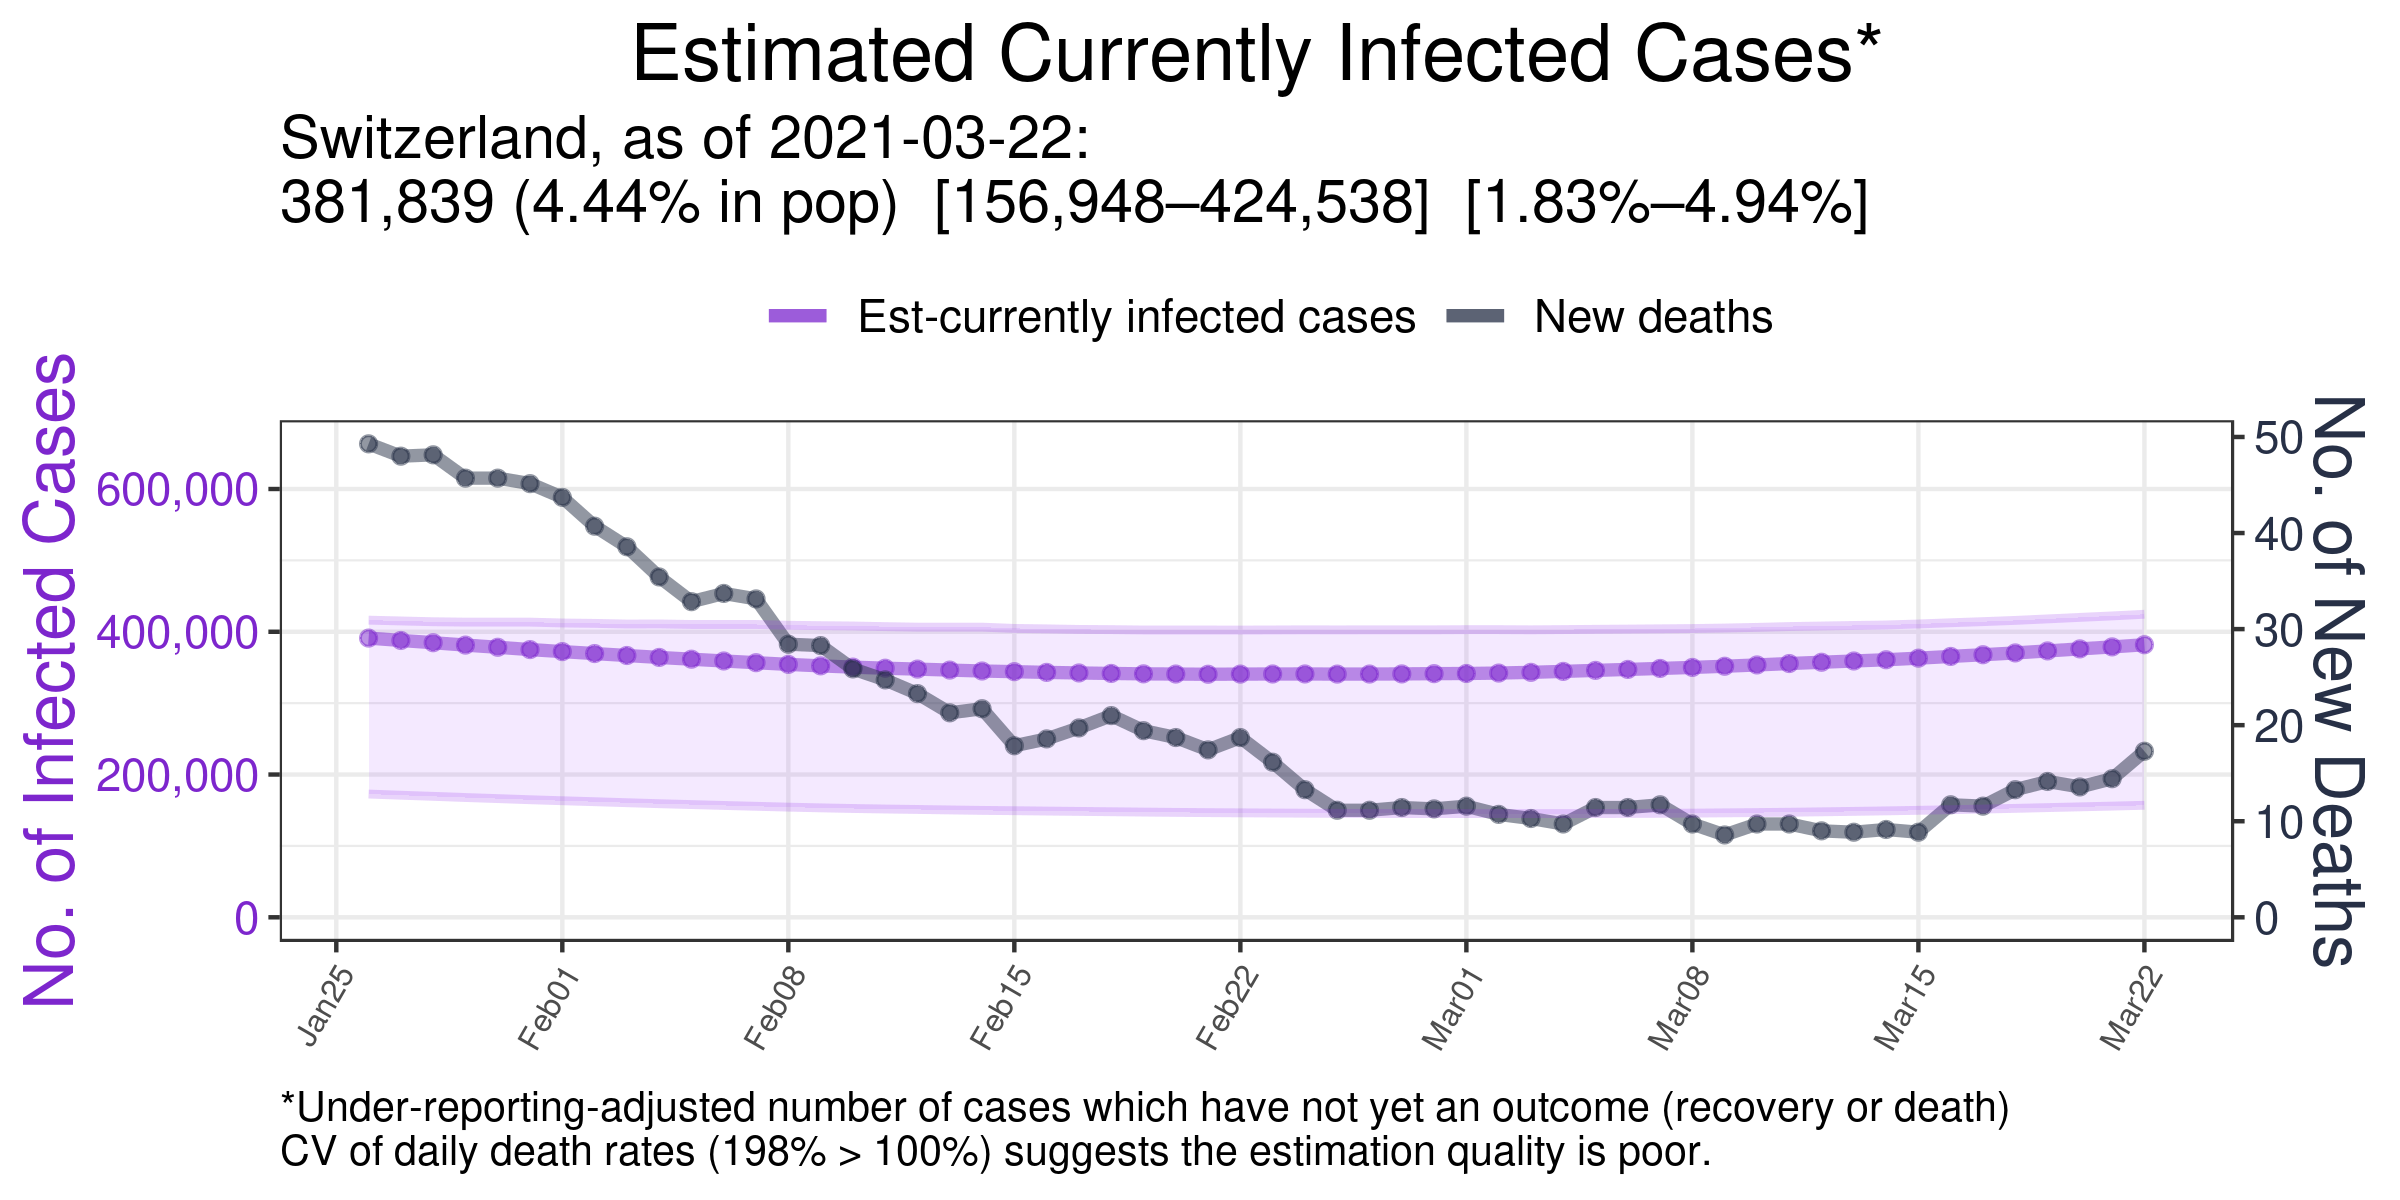 Estimated Currently Infected Cases*
Switzerland, as of 2021-03-22:
381,839 (4.44% in pop)  [156,948–424,538]  [1.83%–4.94%]
Est-currently infected cases
New deaths
No. of Infected Cases
600,000
400,000
200,000
0
50
40
30
20
10
0
No. of New Deaths
Jan25
Feb01
Feb08
Feb15
Feb22
Mar01
Mar08
Mar15
Mar22
*Under-reporting-adjusted number of cases which have not yet an outcome (recovery or death)
CV of daily death rates (198% > 100%) suggests the estimation quality is poor.